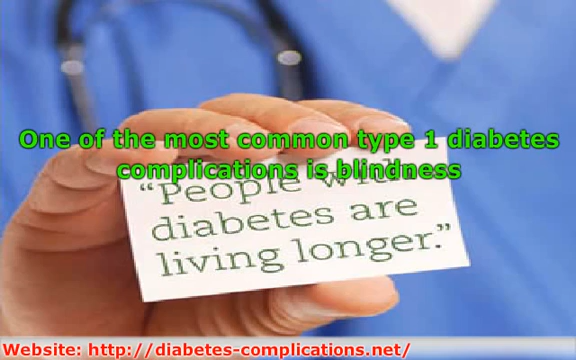 One of the most common type 1 diabetes
complications is blindness
“People with
diabetes are
living longer.”
Website: http://diabetes-complications.net/